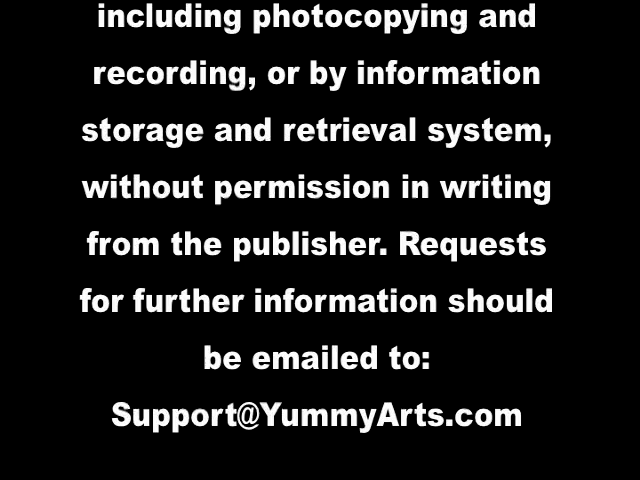 including photocopying and
recording, or by information
storage and retrieval system,
without permission in writing
from the publisher. Requests
for further information should
be emailed to:
Support@YummyArts.com